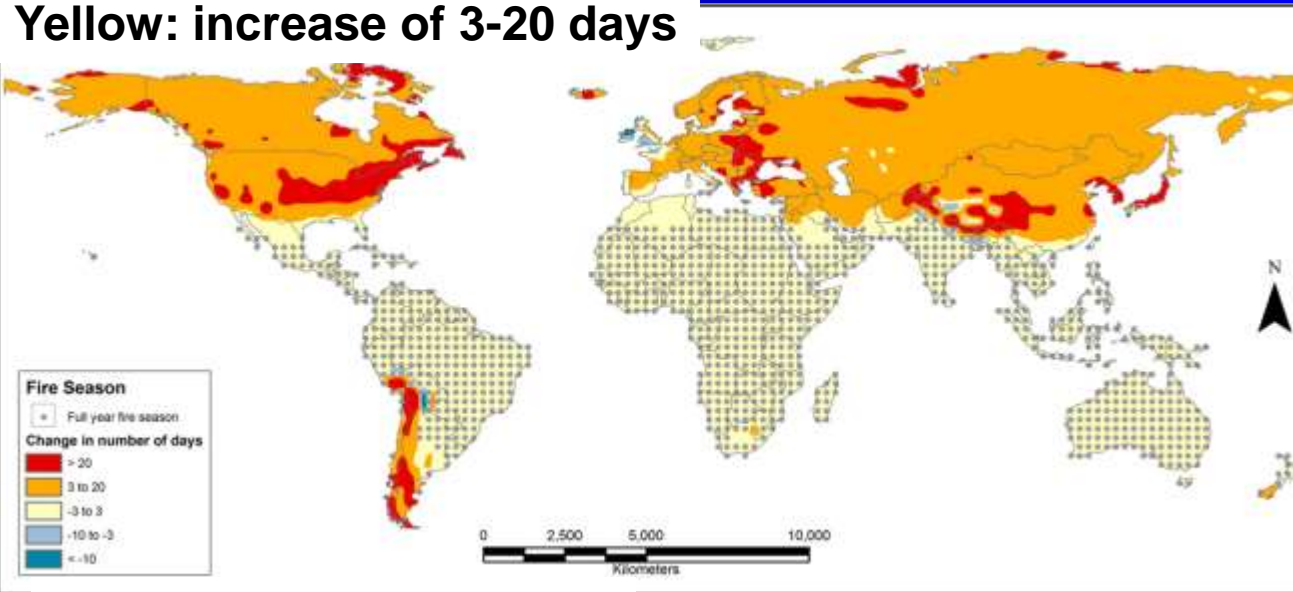 Yellow: increase of 3-20 days
N
Fire Season
Full year fire season
Change in number of days
> 20
3 to 20
-3 to 3
-10 to -3
< -10
0 2,500 5,000 10,000
Kilometers